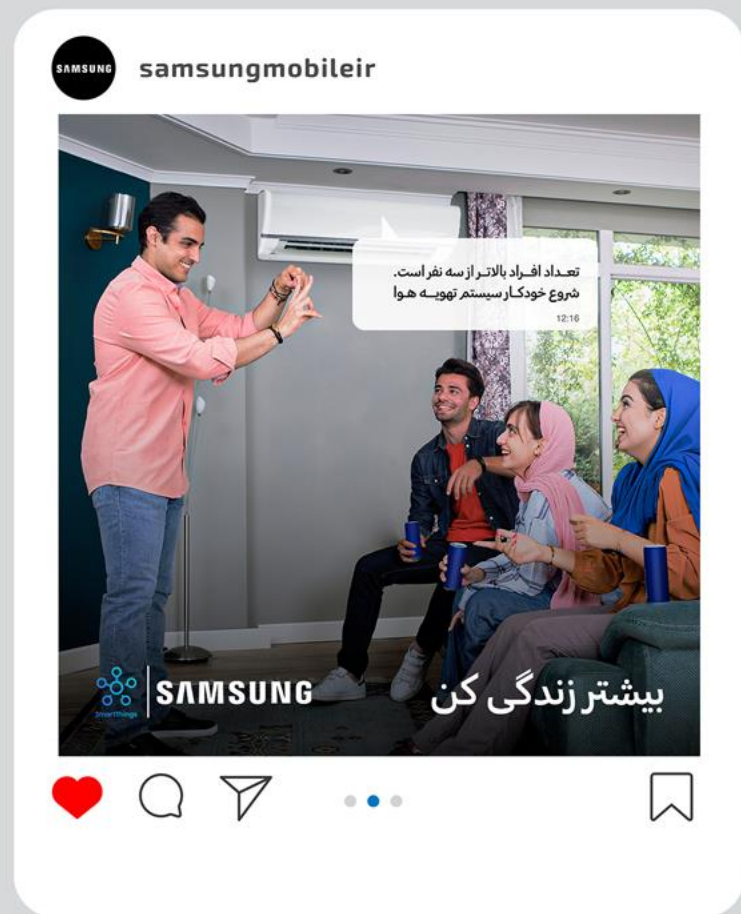 SAMSUNG
samsungmobileir
تعداد افراد بالاتر از سه نفر است.
شروع خودکار سیستم تهویه هوا
12:16
SmartThings
SAMSUNG
بیشتر زندگی کن